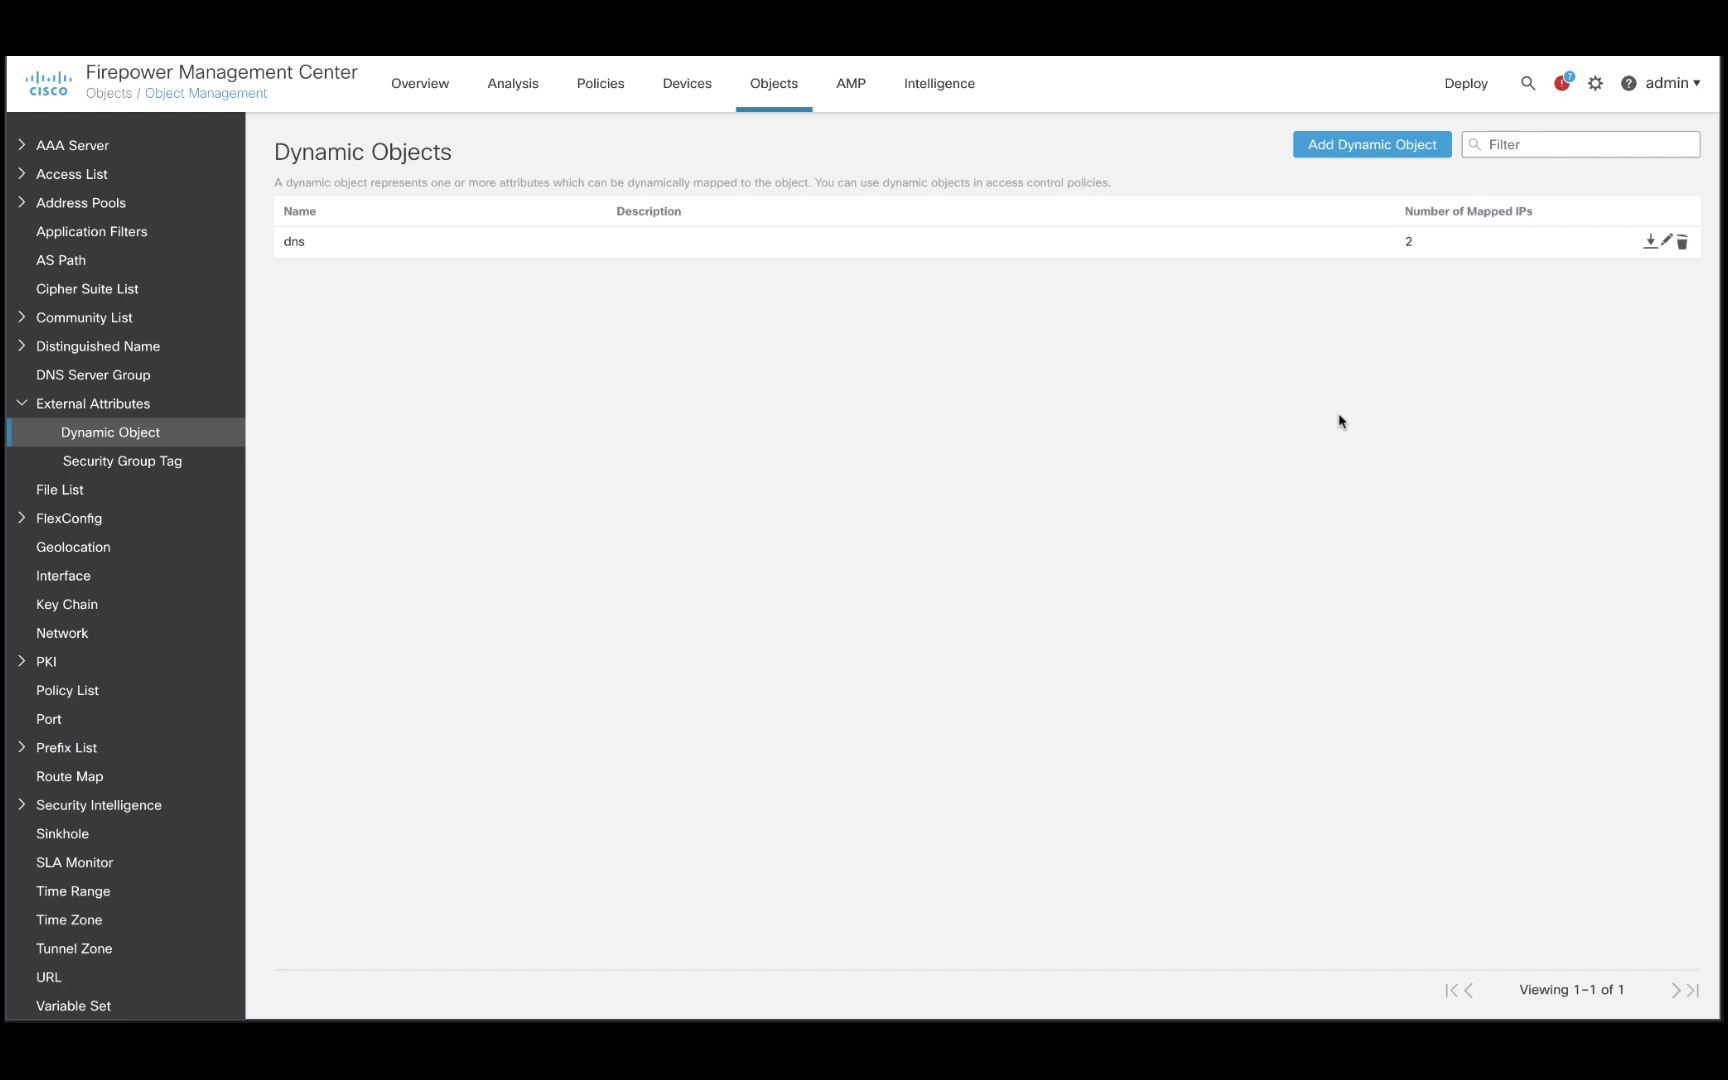 cisco
Firepower Management Center
Objects / Object Management
Overview
Analysis
Policies
Devices
Objects
AMP
Intelligence
Deploy
7
admin
AAA Server
Access List
Address Pools
Application Filters
AS Path
Cipher Suite List
Community List
Distinguished Name
DNS Server Group
External Attributes
Dynamic Object
Security Group Tag
File List
FlexConfig
Geolocation
Interface
Key Chain
Network
PKI
Policy List
Port
Prefix List
Route Map
Security Intelligence
Sinkhole
SLA Monitor
Time Range
Time Zone
Tunnel Zone
URL
Variable Set
Dynamic Objects
Add Dynamic Object
Filter
A dynamic object represents one or more attributes which can be dynamically mapped to the object. You can use dynamic objects in access control policies.
Name Description Number of Mapped IPs
dns 2
Viewing 1-1 of 1